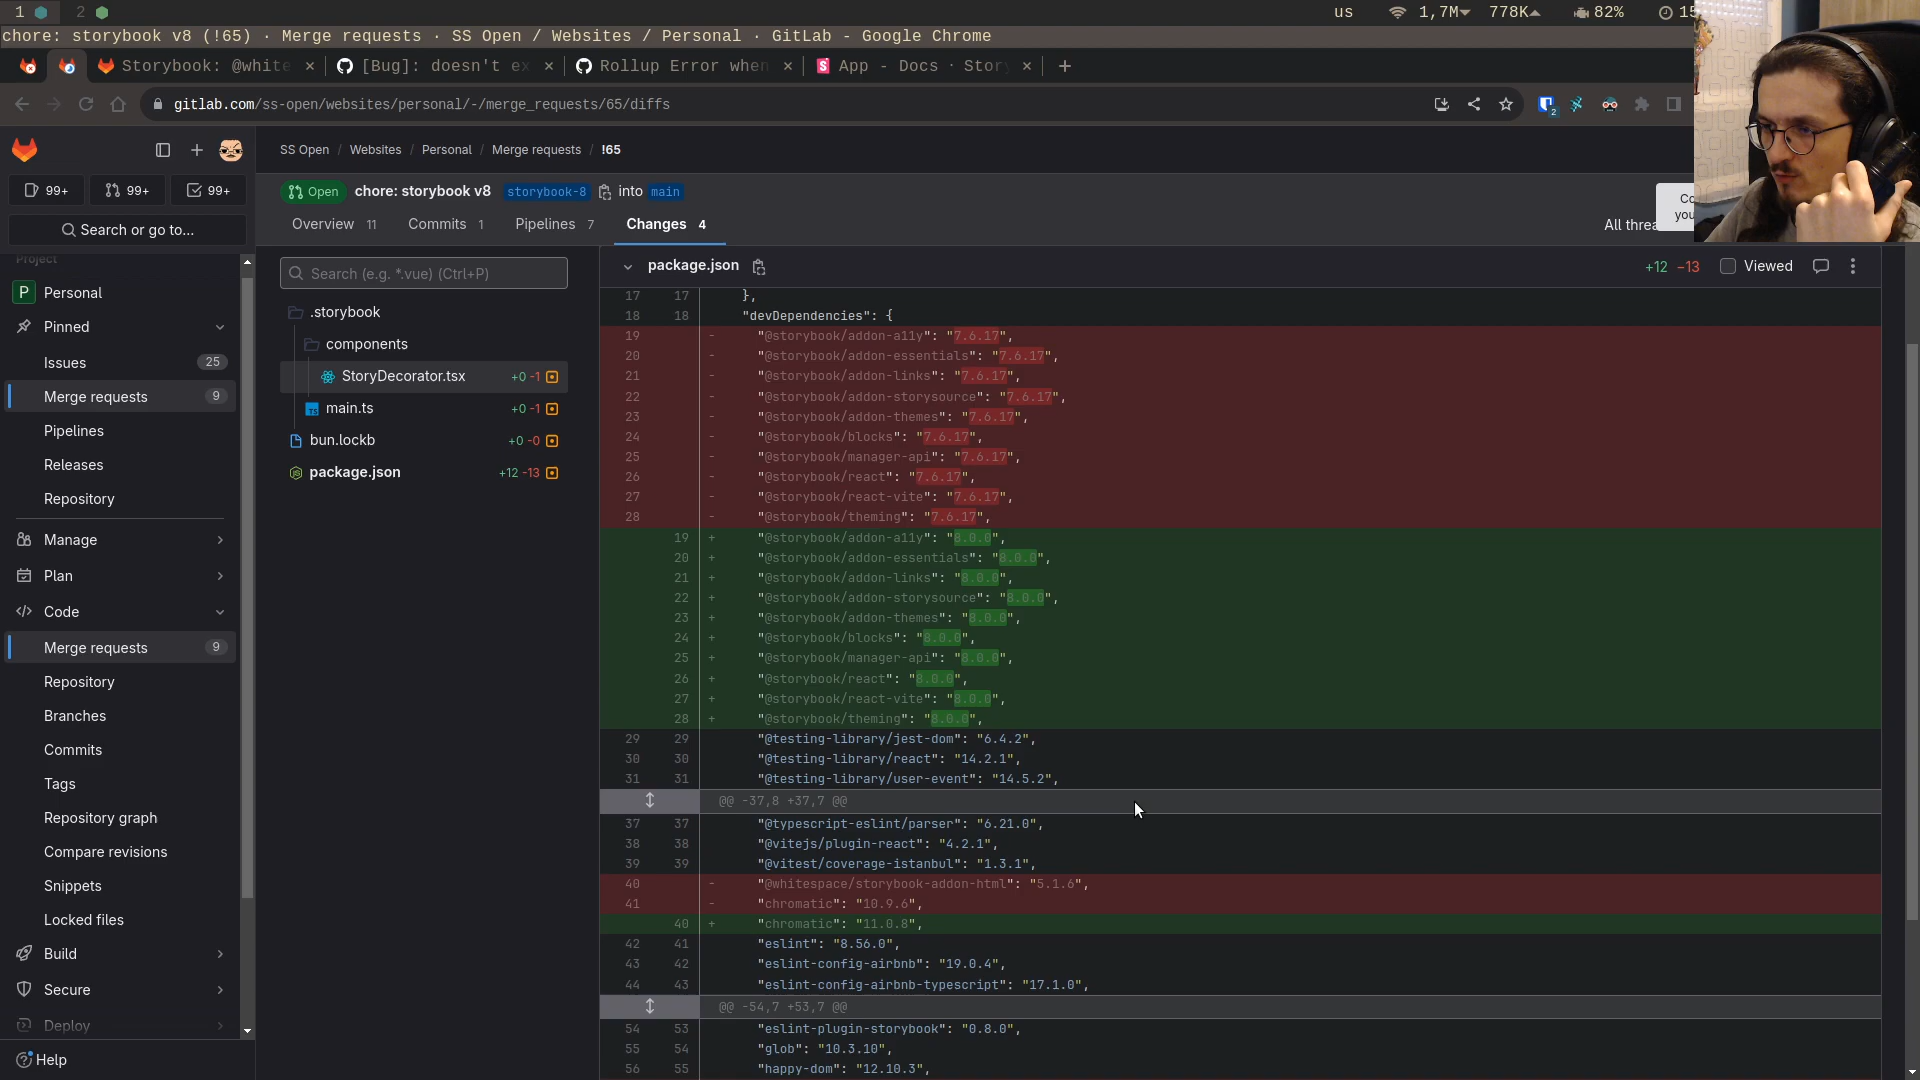 1 2 us 1,7M 778K 82% 15
chore: storybook v8 (!65) · Merge requests · SS Open / Websites / Personal · GitLab - Google Chrome
Storybook: @white [Bug]: doesn't ex Rollup Error when App - Docs · Story
gitlab.com/ss-open/websites/personal/-/merge_requests/65/diffs 2
SS Open / Websites / Personal / Merge requests / !65
99+ 99+ 99+
Open chore: storybook v8 storybook-8 into main
Co
you
Overview 11 Commits 1 Pipelines 7 Changes 4 All threa
Search or go to...
Project
P Personal
Pinned
Issues 25
Merge requests 9
Pipelines
Releases
Repository
Manage
Plan
Code
Merge requests 9
Repository
Branches
Commits
Tags
Repository graph
Compare revisions
Snippets
Locked files
Build
Secure
Deploy
Help
Search (e.g. *.vue) (Ctrl+P)
.storybook
components
StoryDecorator.tsx +0 -1
main.ts +0 -1
bun.lockb +0 -0
package.json +12 -13
package.json +12 −13 Viewed
17 17 },
18 18 "devDependencies": {
19 - "@storybook/addon-a11y": "7.6.17",
20 - "@storybook/addon-essentials": "7.6.17",
21 - "@storybook/addon-links": "7.6.17",
22 - "@storybook/addon-storysource": "7.6.17",
23 - "@storybook/addon-themes": "7.6.17",
24 - "@storybook/blocks": "7.6.17",
25 - "@storybook/manager-api": "7.6.17",
26 - "@storybook/react": "7.6.17",
27 - "@storybook/react-vite": "7.6.17",
28 - "@storybook/theming": "7.6.17",
19 + "@storybook/addon-a11y": "8.0.0",
20 + "@storybook/addon-essentials": "8.0.0",
21 + "@storybook/addon-links": "8.0.0",
22 + "@storybook/addon-storysource": "8.0.0",
23 + "@storybook/addon-themes": "8.0.0",
24 + "@storybook/blocks": "8.0.0",
25 + "@storybook/manager-api": "8.0.0",
26 + "@storybook/react": "8.0.0",
27 + "@storybook/react-vite": "8.0.0",
28 + "@storybook/theming": "8.0.0",
29 29 "@testing-library/jest-dom": "6.4.2",
30 30 "@testing-library/react": "14.2.1",
31 31 "@testing-library/user-event": "14.5.2",
@@ -37,8 +37,7 @@
37 37 "@typescript-eslint/parser": "6.21.0",
38 38 "@vitejs/plugin-react": "4.2.1",
39 39 "@vitest/coverage-istanbul": "1.3.1",
40 - "@whitespace/storybook-addon-html": "5.1.6",
41 - "chromatic": "10.9.6",
40 + "chromatic": "11.0.8",
42 41 "eslint": "8.56.0",
43 42 "eslint-config-airbnb": "19.0.4",
44 43 "eslint-config-airbnb-typescript": "17.1.0",
@@ -54,7 +53,7 @@
54 53 "eslint-plugin-storybook": "0.8.0",
55 54 "glob": "10.3.10",
56 55 "happy-dom": "12.10.3",